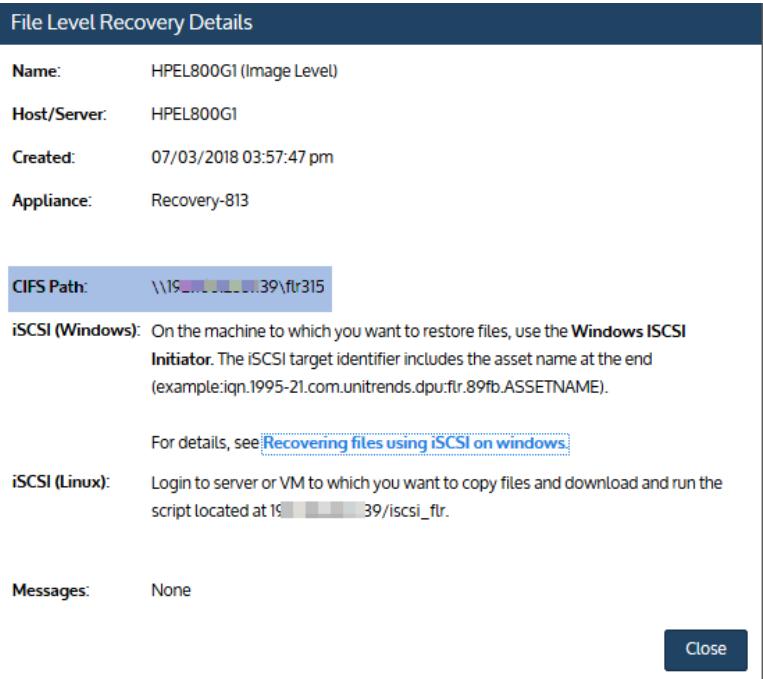 File Level Recovery Details
Name: HPEL800G1 (Image Level)
Host/Server: HPEL800G1
Created: 07/03/2018 03:57:47 pm
Appliance: Recovery-813
CIFS Path: \\19 39\flr315
iSCSI (Windows): On the machine to which you want to restore files, use the Windows ISCSI
Initiator. The iSCSI target identifier includes the asset name at the end
(example:iqn.1995-21.com.unitrends.dpu:flr.89fb.ASSETNAME).
For details, see Recovering files using iSCSI on windows.
iSCSI (Linux): Login to server or VM to which you want to copy files and download and run the
script located at 19 39/iscsi_flr.
Messages: None
Close